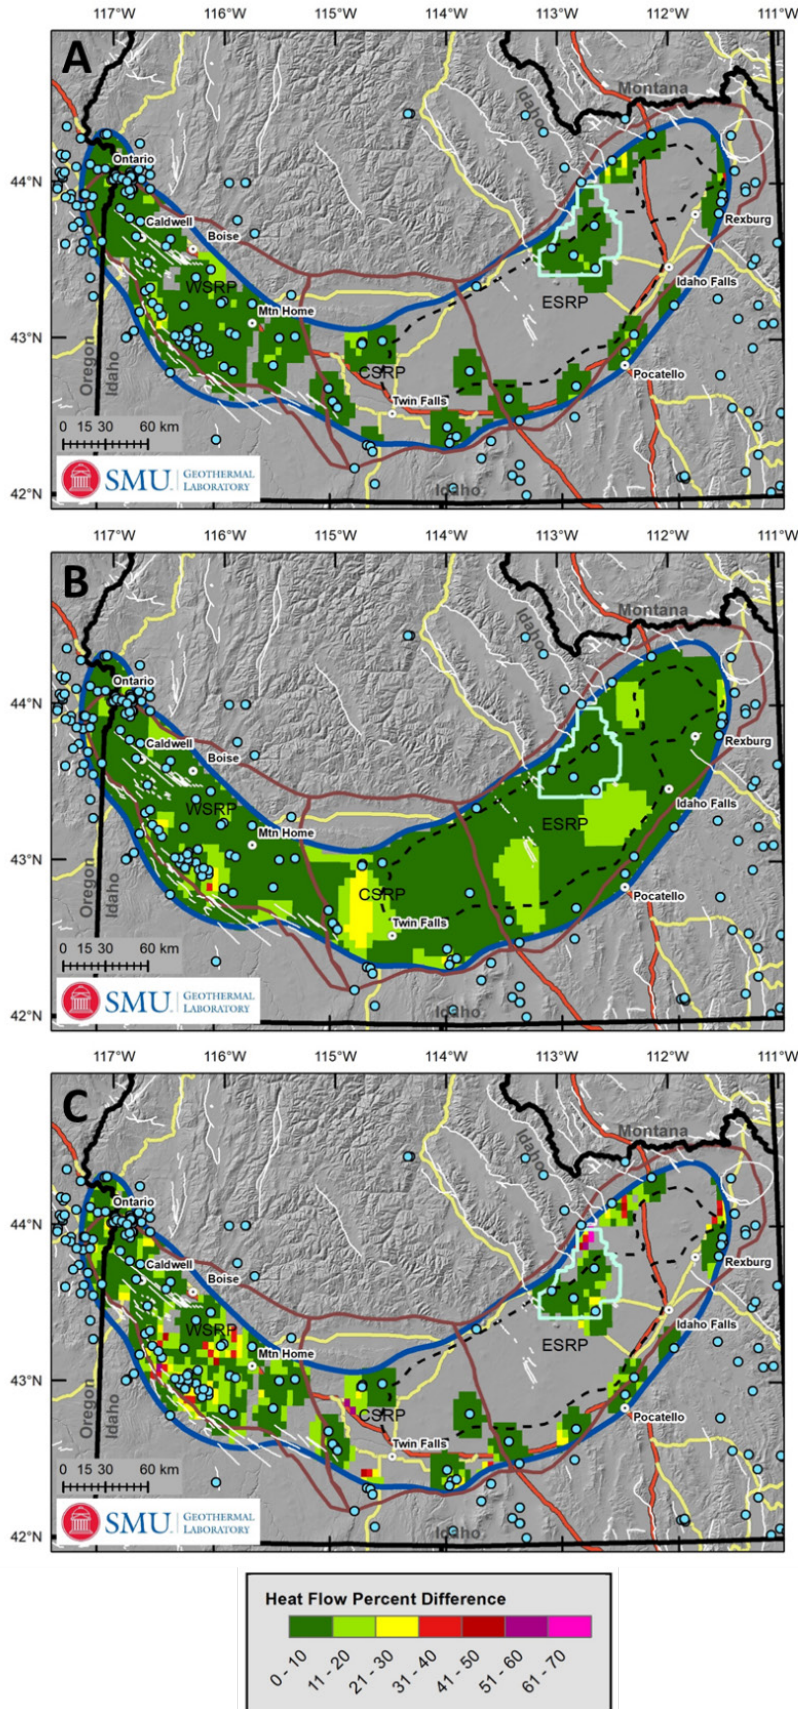 117°W 116°W 115°W 114°W 113°W 112°W 111°W
A
Montana
Idaho
44°N
Ontario
Caldwell
Boise
Rexburg
WSRP
ESRP
Idaho Falls
Mtn Home
43°N
Oregon
Idaho
CSRP
Pocatello
Twin Falls
0 15 30 60 km
SMU. GEOTHERMAL
LABORATORY
42°N
Idaho
117°W 116°W 115°W 114°W 113°W 112°W 111°W
B
Montana
Idaho
44°N
Ontario
Caldwell
Boise
Rexburg
WSRP
ESRP
Idaho Falls
Mtn Home
43°N
Oregon
Idaho
CSRP
Pocatello
Twin Falls
0 15 30 60 km
SMU. GEOTHERMAL
LABORATORY
42°N
Idaho
117°W 116°W 115°W 114°W 113°W 112°W 111°W
C
Montana
Idaho
44°N
Ontario
Caldwell
Boise
Rexburg
WSRP
ESRP
Idaho Falls
Mtn Home
43°N
Oregon
Idaho
CSRP
Pocatello
Twin Falls
0 15 30 60 km
SMU. GEOTHERMAL
LABORATORY
42°N
Idaho
Heat Flow Percent Difference
0 - 10 11 - 20 21 - 30 31 - 40 41 - 50 51 - 60 61 - 70